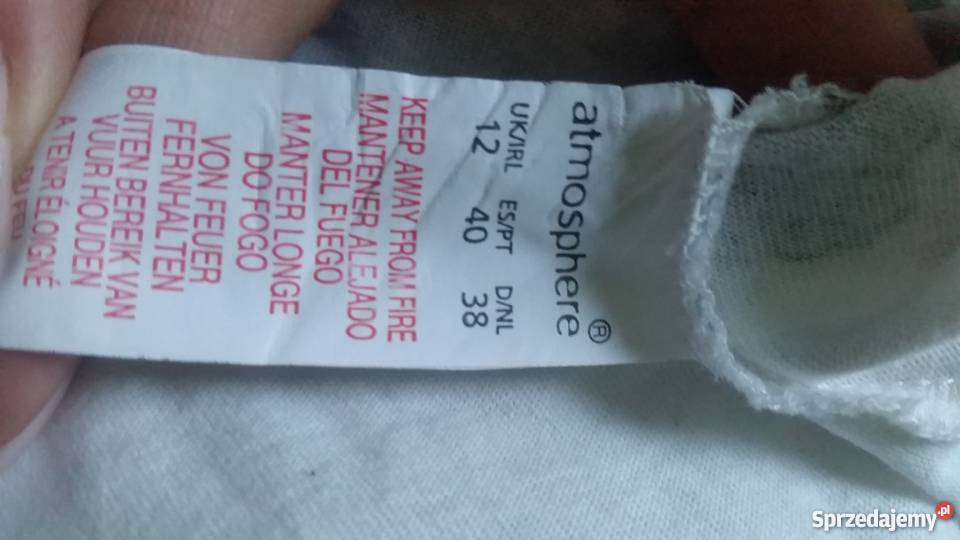 atmosphere®
UK/IRL ES/PT D/NL
12 40 38
KEEP AWAY FROM FIRE
MANTENER ALEJADO
DEL FUEGO
MANTER LONGE
DO FOGO
VON FEUER
FERNHALTEN
BUITEN BEREIK VAN
VUUR HOUDEN
A TENIR ÉLOIGNÉ
Sprzedajemy.pl